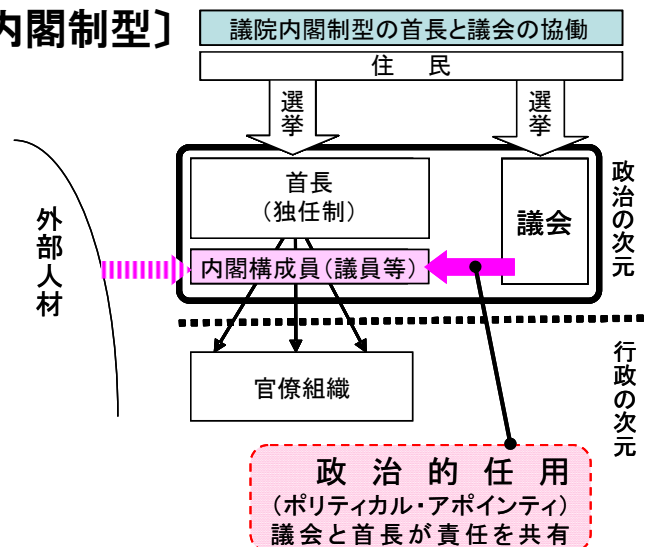 内閣制型〕
議院内閣制型の首長と議会の協働
住 民
選挙
選挙
首長
(独任制)
議会
政治の次元
外部人材
内閣構成員(議員等)
官僚組織
行政の次元
政 治 的 任 用
(ポリティカル・アポインティ)
議会と首長が責任を共有